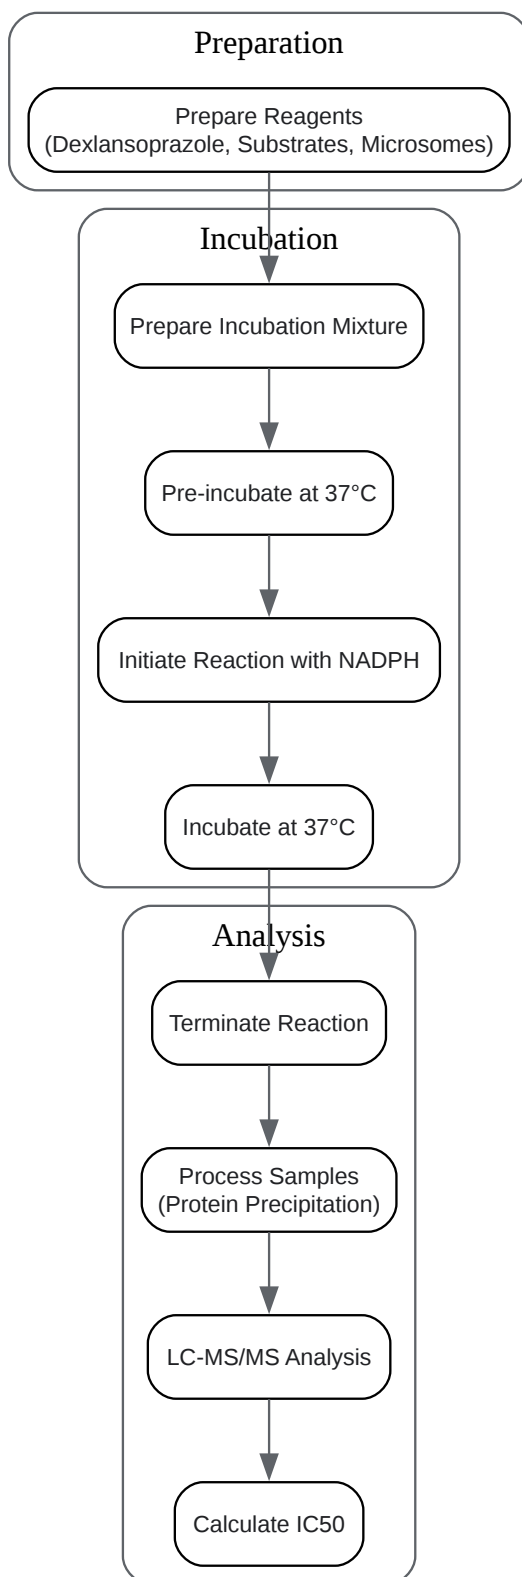 Preparation
Prepare Reagents
(Dexlansoprazole, Substrates, Microsomes)
Incubation
Prepare Incubation Mixture
Pre-incubate at 37°C
Initiate Reaction with NADPH
Incubate at 37°C
Analysis
Terminate Reaction
Process Samples
(Protein Precipitation)
LC-MS/MS Analysis
Calculate IC50